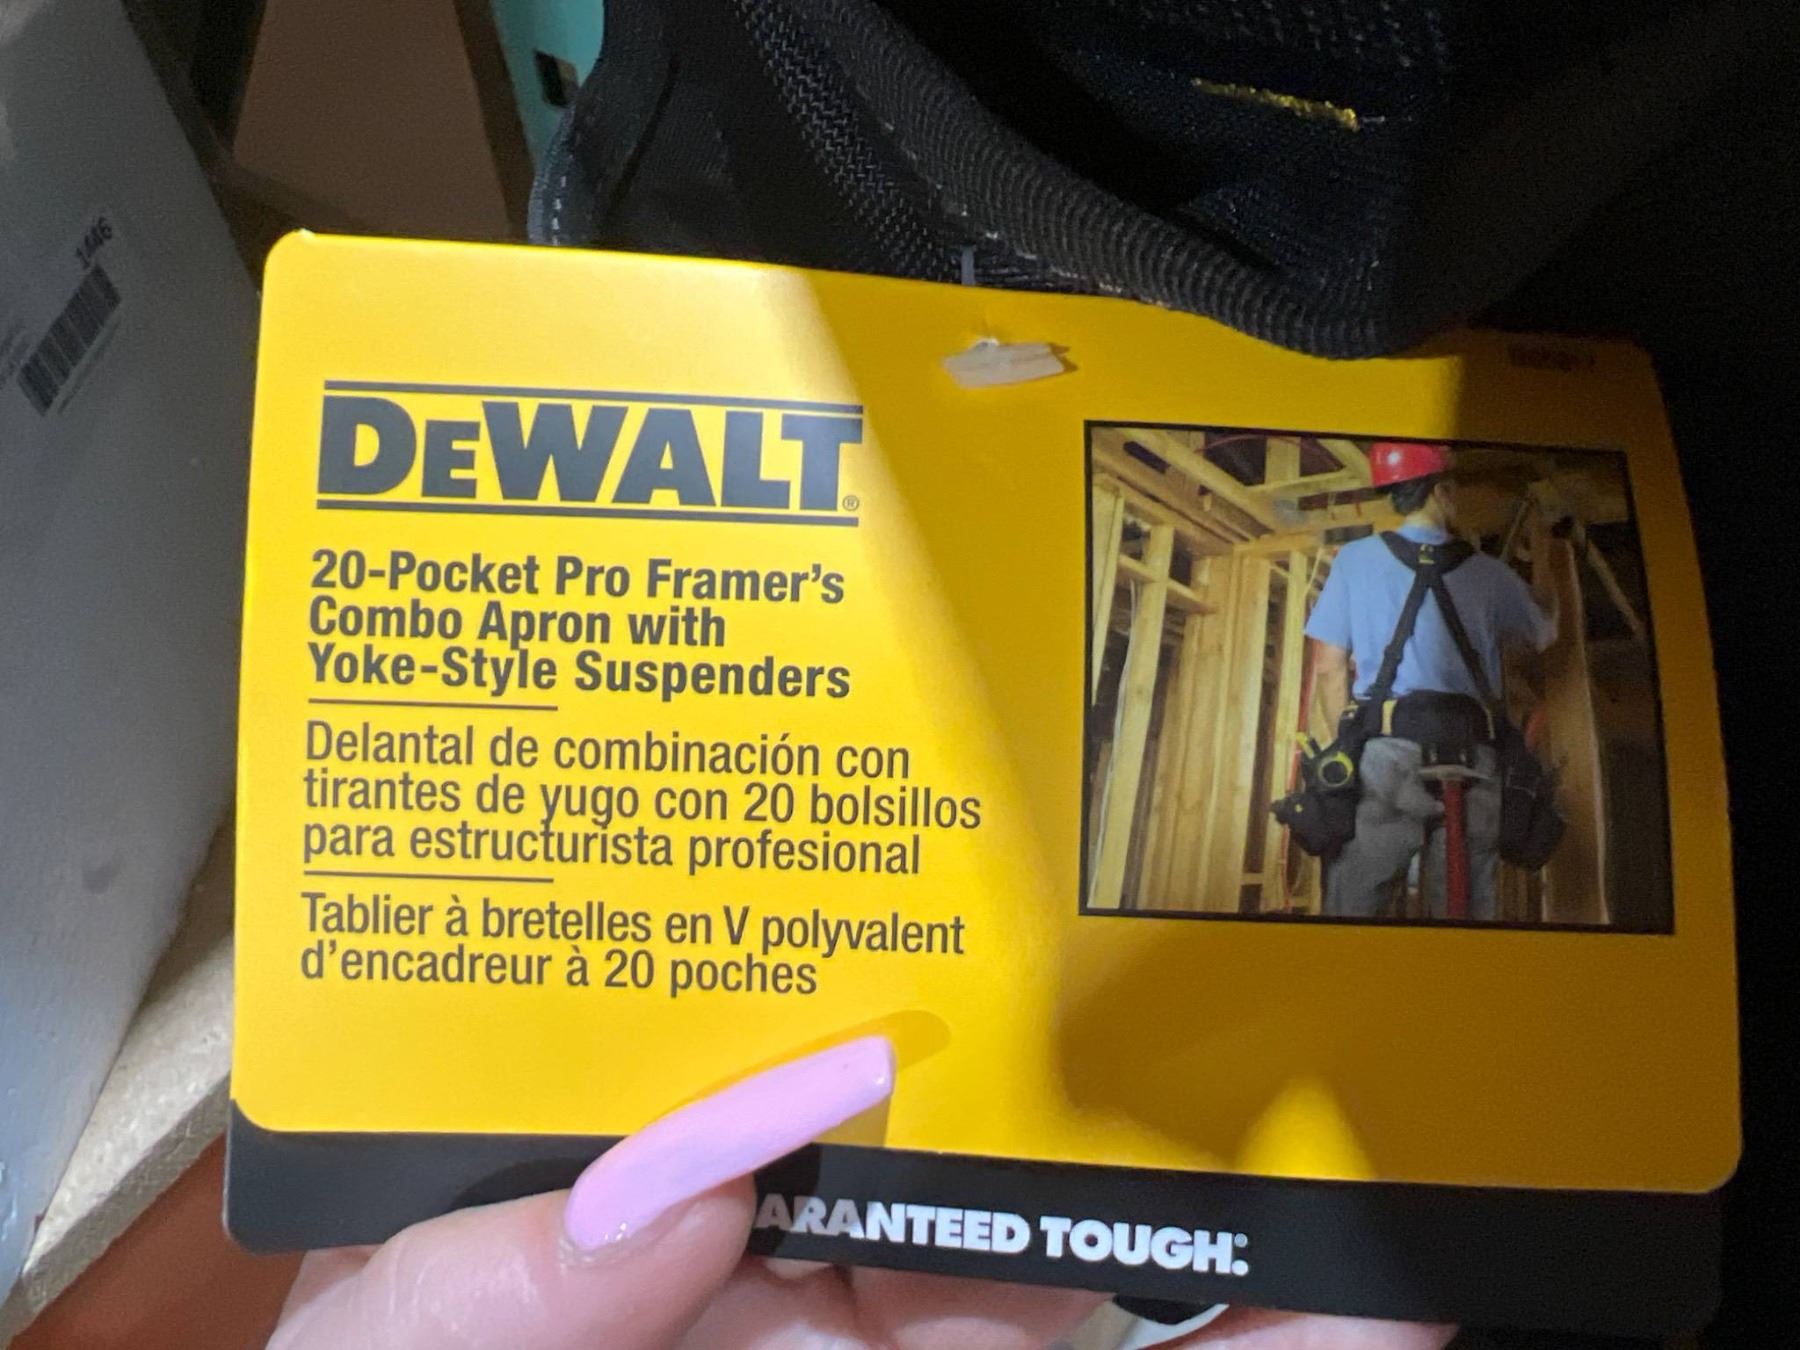 1446
DEWALT®
20-Pocket Pro Framer's
Combo Apron with
Yoke-Style Suspenders
Delantal de combinación con
tirantes de yugo con 20 bolsillos
para estructurista profesional
Tablier à bretelles en V polyvalent
d'encadreur à 20 poches
ARANTEED TOUGH®.